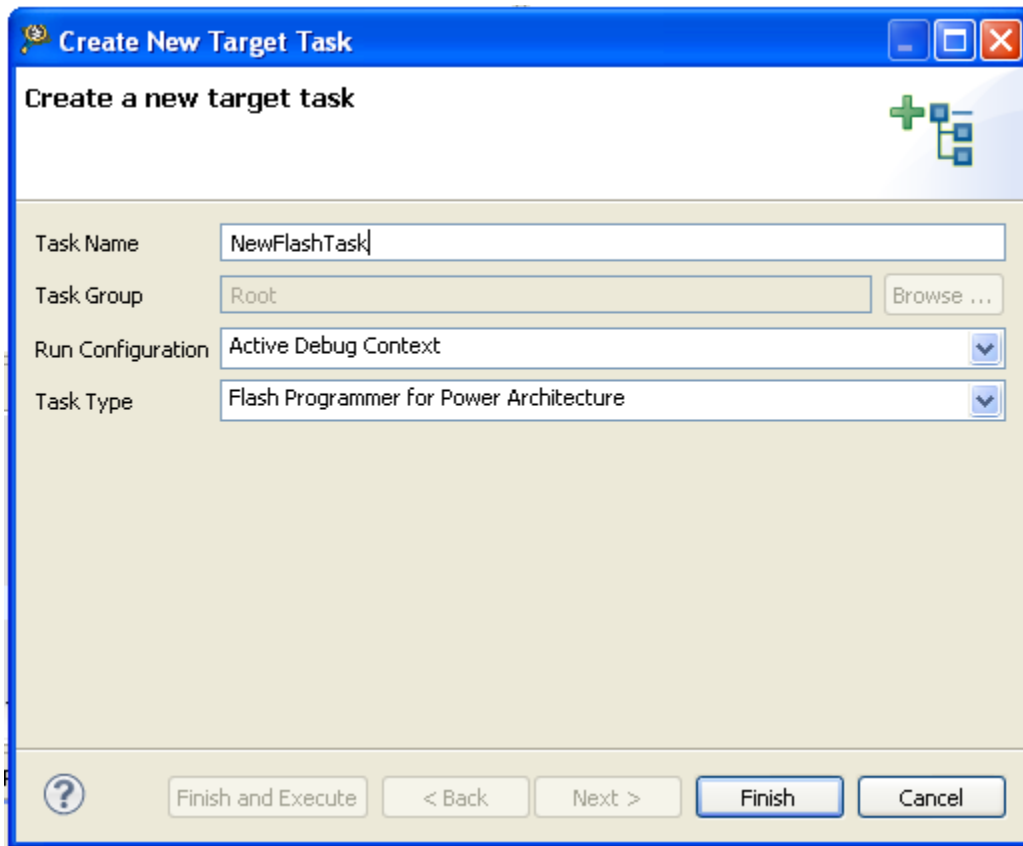 Create New Target Task
Create a new target task
Task Name NewFlashTask
Task Group Root Browse ...
Run Configuration Active Debug Context
Task Type Flash Programmer for Power Architecture
? Finish and Execute < Back Next > Finish Cancel